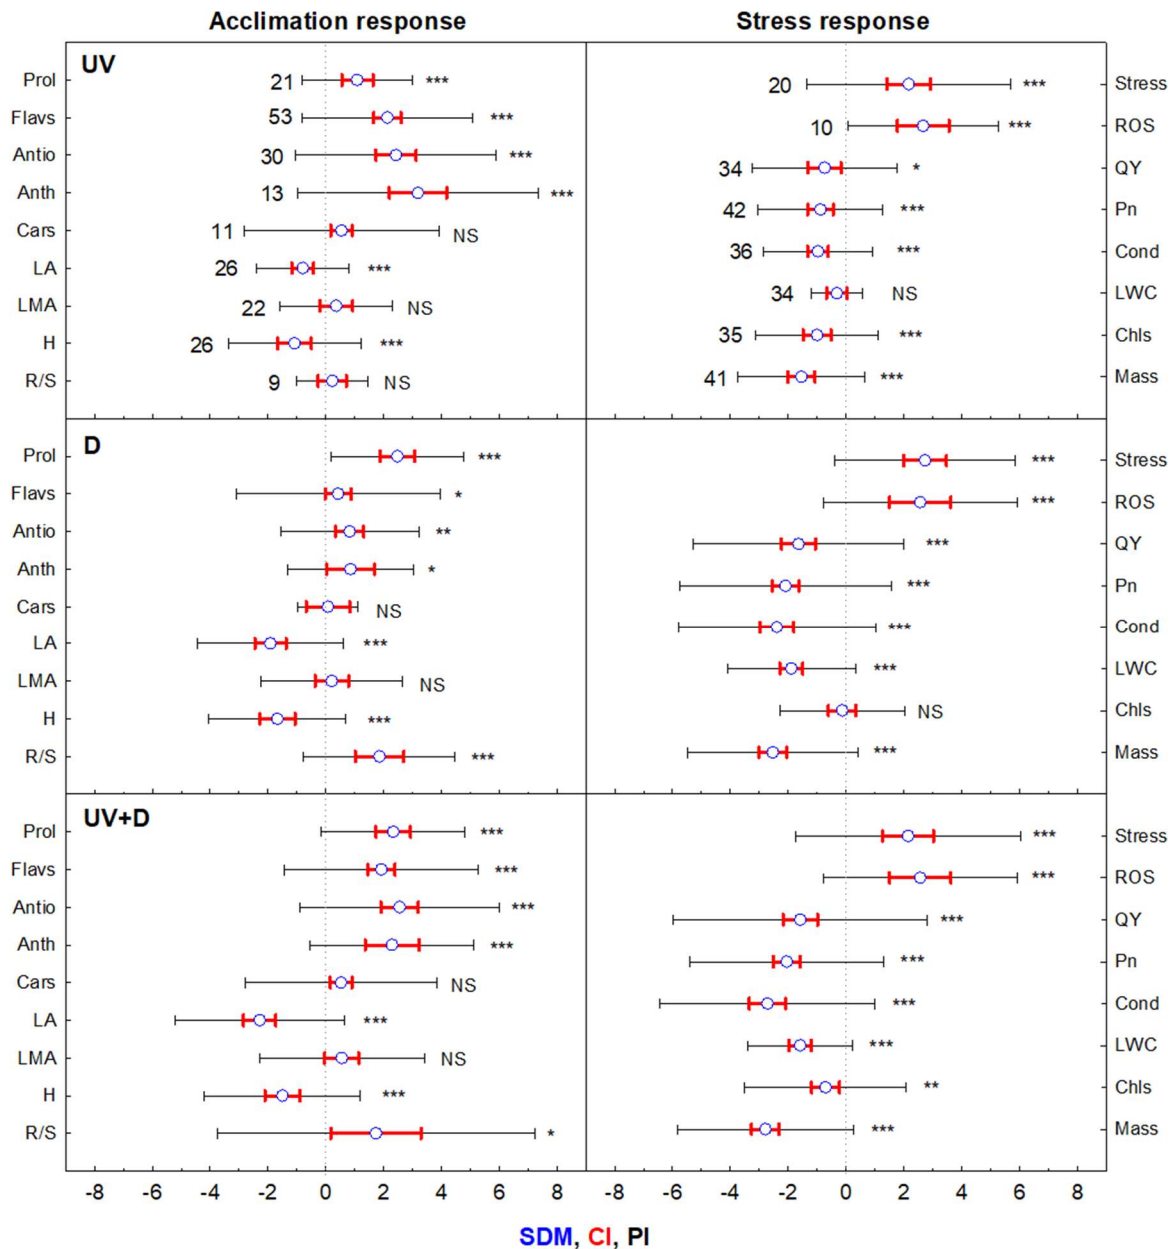 Acclimation response Stress response
UV
Prol 21 *** 20 *** Stress
Flavs 53 *** 10 *** ROS
Antio 30 *** 34 * QY
Anth 13 *** 42 *** Pn
Cars 11 NS 36 *** Cond
LA 26 *** 34 NS LWC
LMA 22 NS 35 *** Chls
H 26 *** 41 *** Mass
R/S 9 NS
D
Prol *** *** Stress
Flavs * *** ROS
Antio ** *** QY
Anth * *** Pn
Cars NS *** Cond
LA *** *** LWC
LMA NS NS Chls
H *** *** Mass
R/S ***
UV+D
Prol *** *** Stress
Flavs *** *** ROS
Antio *** *** QY
Anth *** *** Pn
Cars NS *** Cond
LA *** *** LWC
LMA NS ** Chls
H *** *** Mass
R/S *
-8 -6 -4 -2 0 2 4 6 8 -8 -6 -4 -2 0 2 4 6 8
SDM, CI, PI